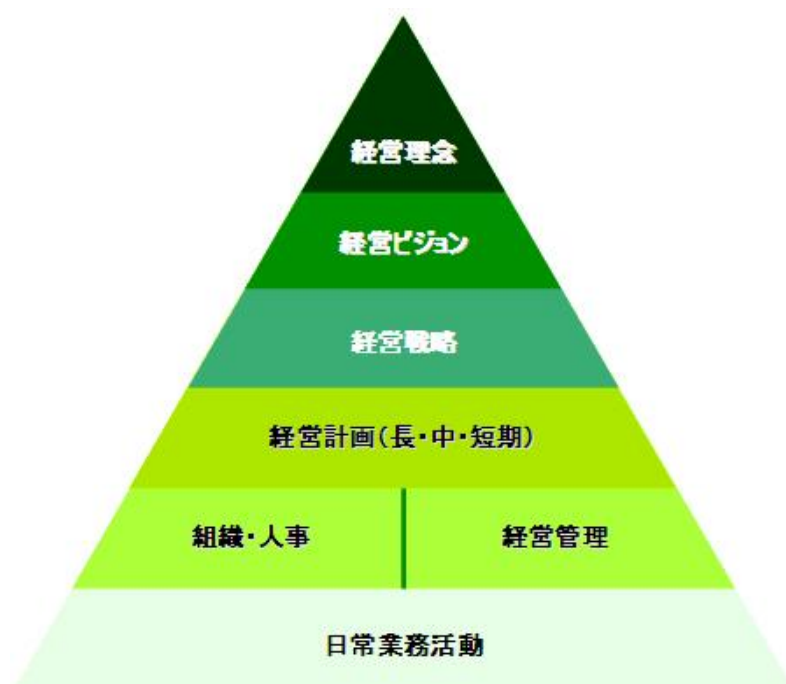 経営理念
経営ビジョン
経営戦略
経営計画(長・中・短期)
組織・人事
経営管理
日常業務活動